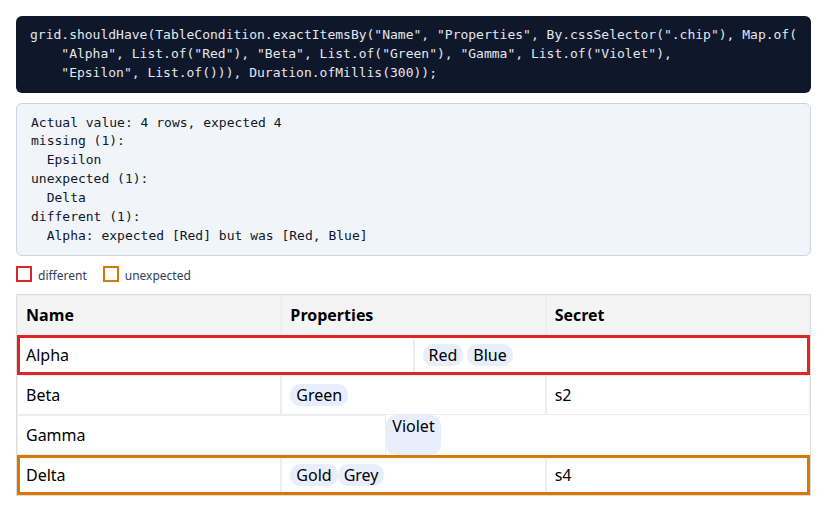 grid.shouldHave(TableCondition.exactItemsBy("Name", "Properties", By.cssSelector(".chip"), Map.of(
    "Alpha", List.of("Red"), "Beta", List.of("Green"), "Gamma", List.of("Violet"),
    "Epsilon", List.of())), Duration.ofMillis(300));
Actual value: 4 rows, expected 4
missing (1):
  Epsilon
unexpected (1):
  Delta
different (1):
  Alpha: expected [Red] but was [Red, Blue]
different unexpected
Name Properties Secret
Alpha Red Blue
Beta Green s2
Gamma Violet
Delta Gold Grey s4